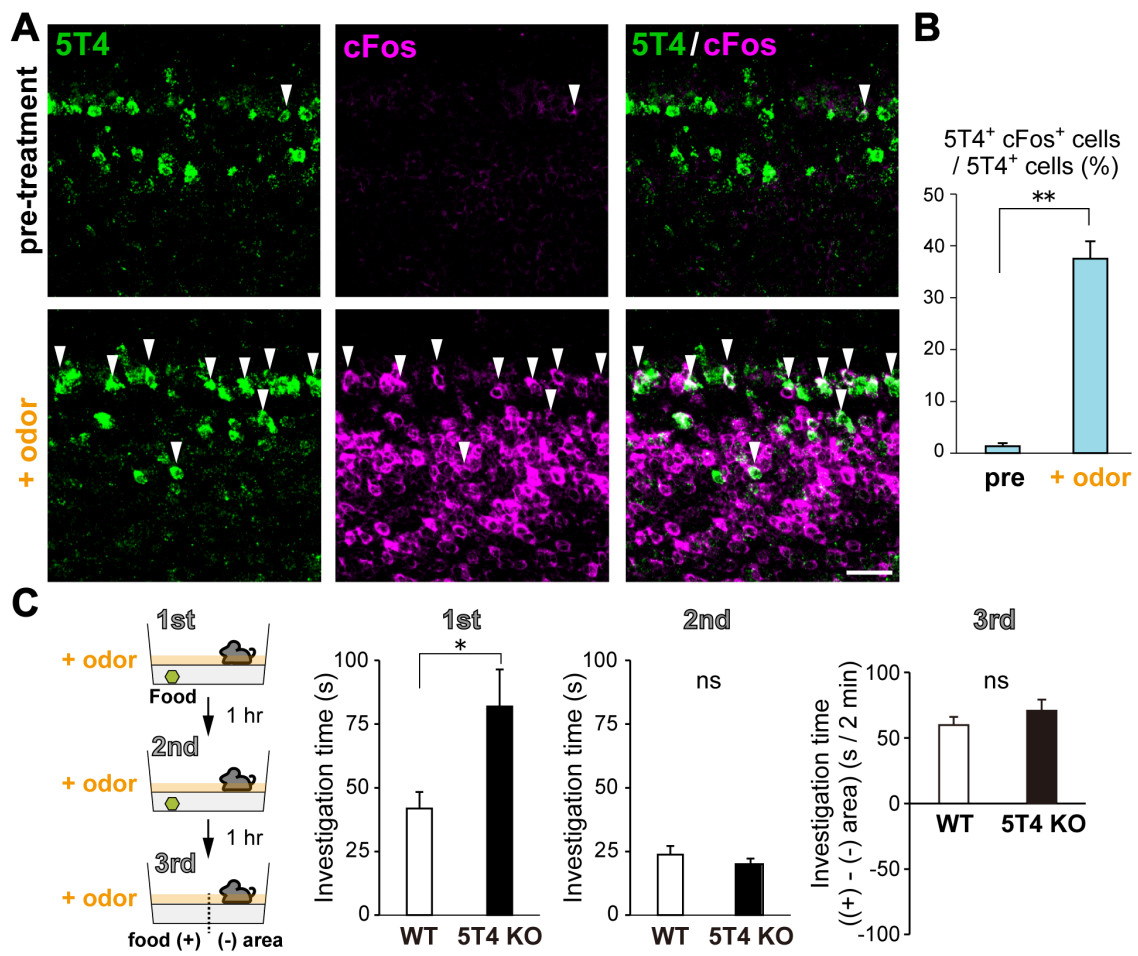 A
5T4
cFos
5T4/cFos
pre-treatment
+ odor
B
5T4⁺ cFos⁺ cells
/ 5T4⁺ cells (%)
50
40
30
20
10
0
**
pre
+ odor
C
1st
+ odor
Food
1 hr
2nd
+ odor
1 hr
3rd
+ odor
food (+)
(-) area
1st
Investigation time (s)
100
75
50
25
0
*
WT
5T4 KO
2nd
Investigation time (s)
100
75
50
25
0
ns
WT
5T4 KO
3rd
Investigation time
((+) - (-) area) (s / 2 min)
100
50
0
-50
-100
ns
WT
5T4 KO